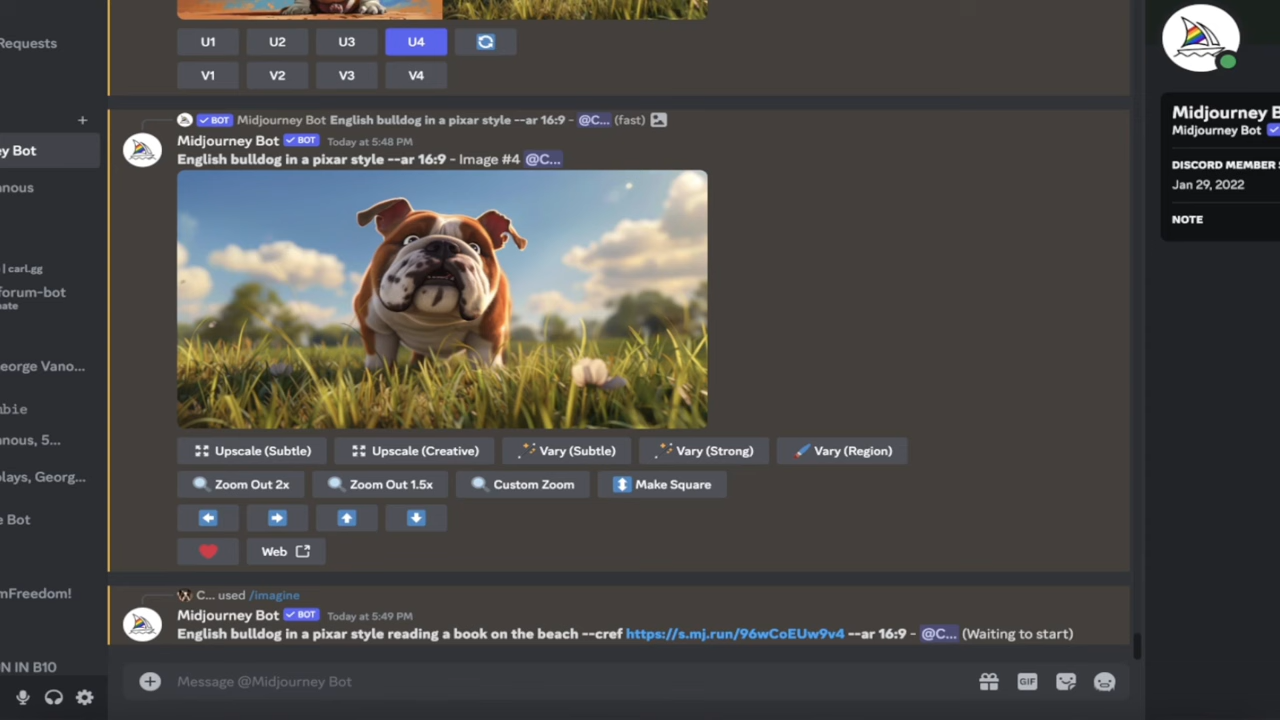 Requests
ey Bot
anous
| carl.gg
forum-bot
nate
eorge Vano...
nbie
anous, 5...
plays, Georg...
e Bot
mFreedom!
N IN B10
U1 U2 U3 U4
V1 V2 V3 V4
BOT Midjourney Bot English bulldog in a pixar style --ar 16:9 - @C... (fast)
Midjourney Bot BOT Today at 5:48 PM
English bulldog in a pixar style --ar 16:9 - Image #4 @C...
Upscale (Subtle) Upscale (Creative) Vary (Subtle) Vary (Strong) Vary (Region)
Zoom Out 2x Zoom Out 1.5x Custom Zoom Make Square
Web
C... used /imagine
Midjourney Bot BOT Today at 5:49 PM
English bulldog in a pixar style reading a book on the beach --cref https://s.mj.run/96wCoEUw9v4 --ar 16:9 - @C... (Waiting to start)
Message @Midjourney Bot
GIF
Midjourney B
Midjourney Bot
DISCORD MEMBER S
Jan 29, 2022
NOTE